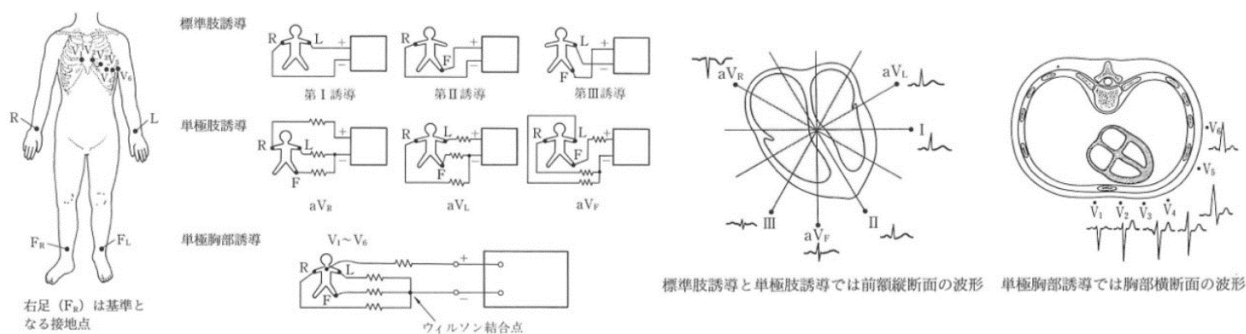 標準肢誘導
R
L
+
−
第Ⅰ誘導
R
F
+
−
第Ⅱ誘導
L
F
+
−
第Ⅲ誘導
単極肢誘導
R
L
F
+
−
aVR
R
L
F
+
−
aVL
R
L
F
+
−
aVF
単極胸部誘導
V1〜V6
R
L
F
+
−
ウィルソン結合点
V6
R
L
FR
FL
右足(FR)は基準と
なる接地点
aVR
aVL
I
II
aVF
III
標準肢誘導と単極肢誘導では前額縦断面の波形
V6
V5
V1
V2
V3
V4
単極胸部誘導では胸部横断面の波形